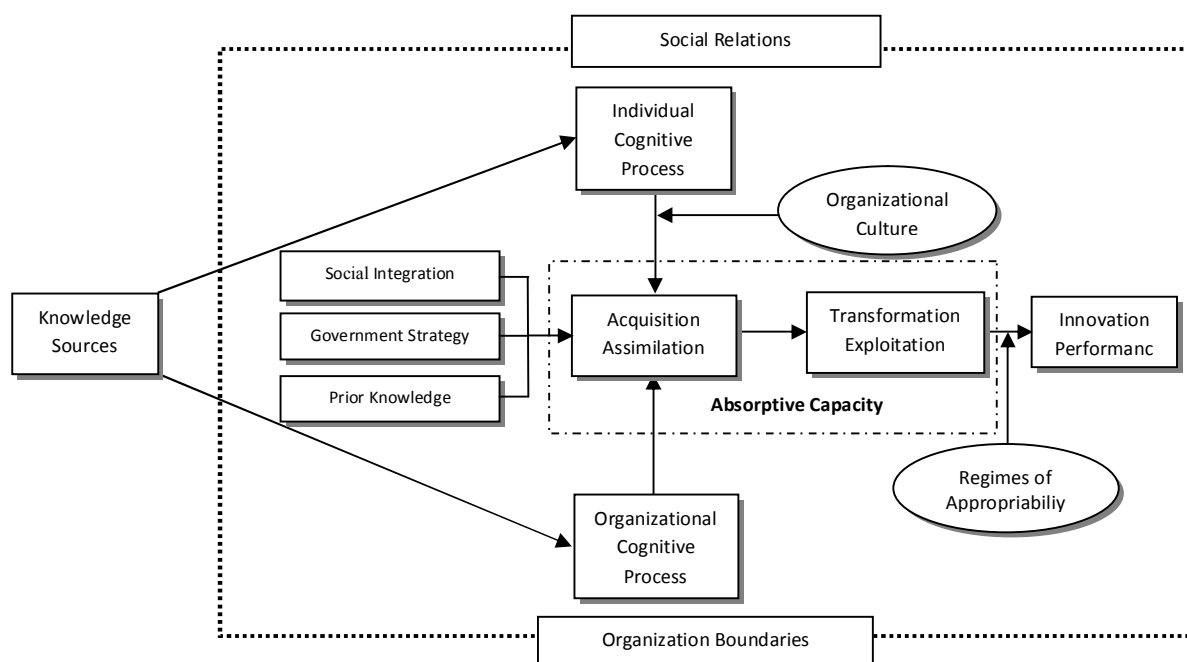 Social Relations
Individual
Cognitive
Process
Organizational
Culture
Social Integration
Government Strategy
Prior Knowledge
Knowledge
Sources
Acquisition
Assimilation
Transformation
Exploitation
Innovation
Performanc
Absorptive Capacity
Regimes of
Appropriabiliy
Organizational
Cognitive
Process
Organization Boundaries